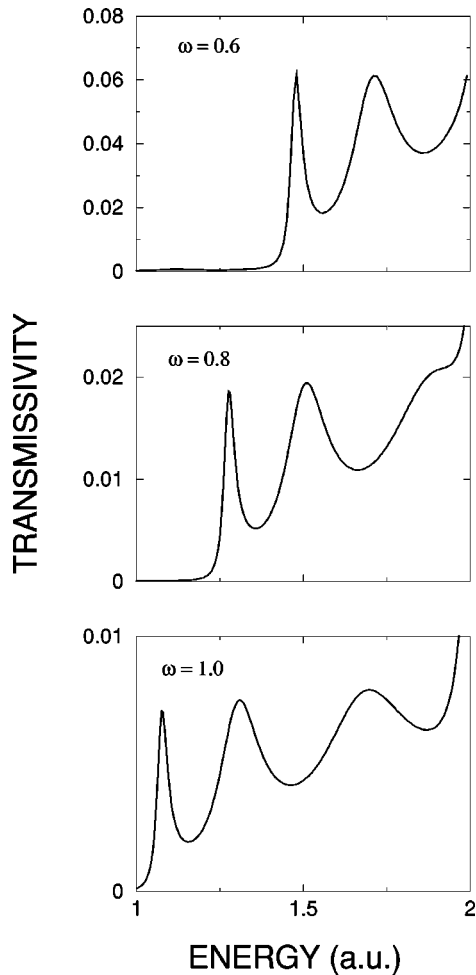 0.08
ω = 0.6
0.06
0.04
0.02
0
TRANSMISSIVITY
ω = 0.8
0.02
0.01
0
0.01
ω = 1.0
0
1 1.5 2
ENERGY (a.u.)